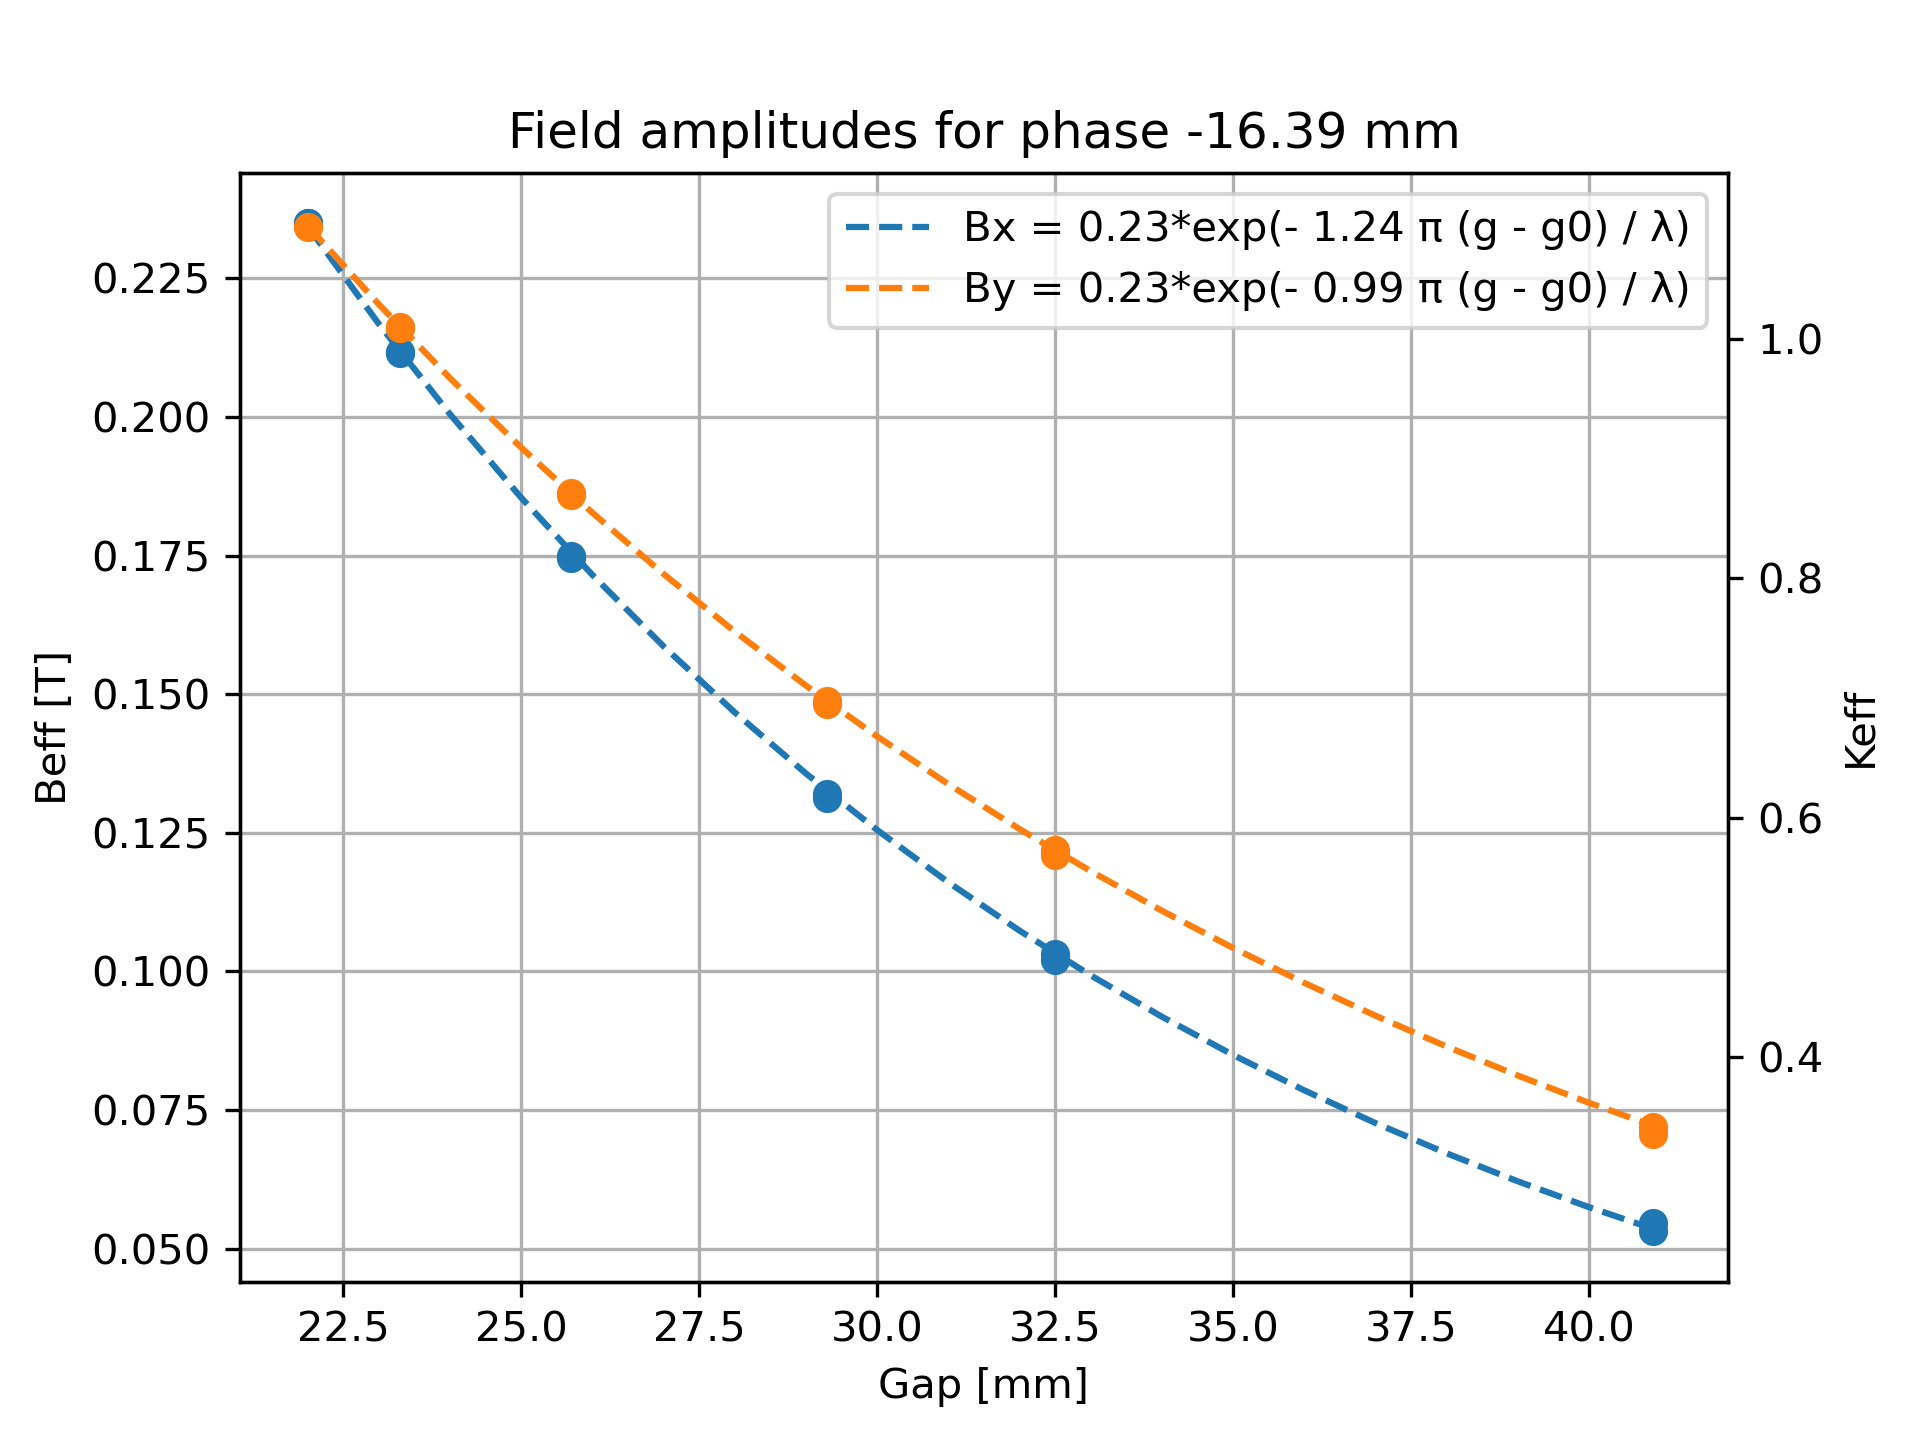 Field amplitudes for phase -16.39 mm
Bx = 0.23*exp(- 1.24 π (g - g0) / λ)
By = 0.23*exp(- 0.99 π (g - g0) / λ)
0.225
0.200
0.175
0.150
0.125
0.100
0.075
0.050
Beff [T]
1.0
0.8
0.6
0.4
Keff
22.5 25.0 27.5 30.0 32.5 35.0 37.5 40.0
Gap [mm]